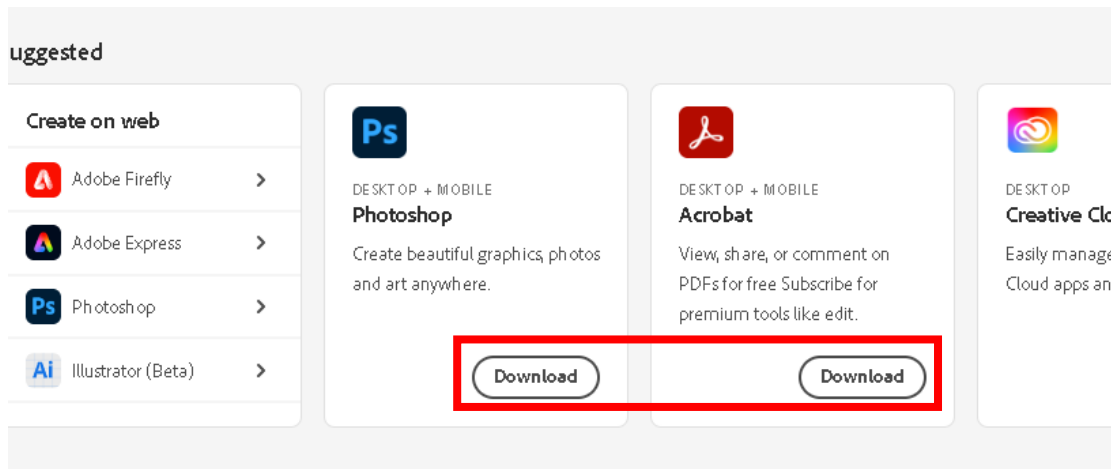 uggested
Create on web
Adobe Firefly
Adobe Express
Ps
Photoshop
Ai
Illustrator (Beta)
Ps
DESKTOP + MOBILE
Photoshop
Create beautiful graphics, photos
and art anywhere.
Download
DESKTOP + MOBILE
Acrobat
View, share, or comment on
PDFs for free Subscribe for
premium tools like edit.
Download
DESKTOP
Creative Clo
Easily manage
Cloud apps an